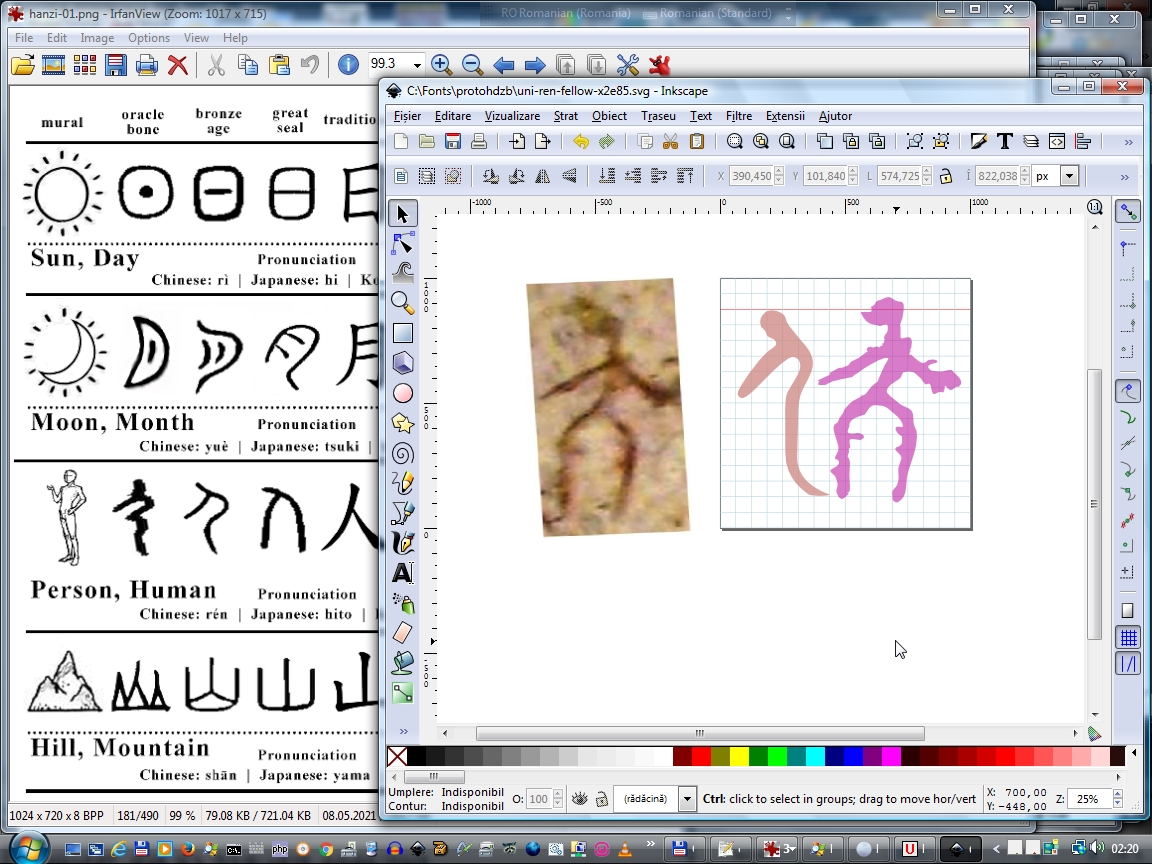 hanzi-01.png - IrfanView (Zoom: 1017 x 715)
RO Romanian (Romania) Romanian (Standard)
File Edit Image Options View Help
99.3
mural
oracle bone
bronze age
great seal
traditio
Sun, Day
Pronunciation
Chinese: rì | Japanese: hi | Ko
Moon, Month
Pronunciation
Chinese: yuè | Japanese: tsuki |
Person, Human
Pronunciation
Chinese: rén | Japanese: hito |
人
Hill, Mountain
Pronunciation
Chinese: shān | Japanese: yama
1024 x 720 x 8 BPP 181/490 99 % 79.08 KB / 721.04 KB 08.05.2021
C:\Fonts\protohdzb\uni-ren-fellow-x2e85.svg - Inkscape
Fișier Editare Vizualizare Strat Obiect Traseu Text Filtre Extensii Ajutor
X 390,450 Y 101,840 L 574,725 Î 822,038 px
-1000 -500 0 500 1000
Umplere: Indisponibil
Contur: Indisponibil
O: 100
(rădăcină)
Ctrl: click to select in groups; drag to move hor/vert
X: 700,00
Y: -448,00
Z: 25%
02:20